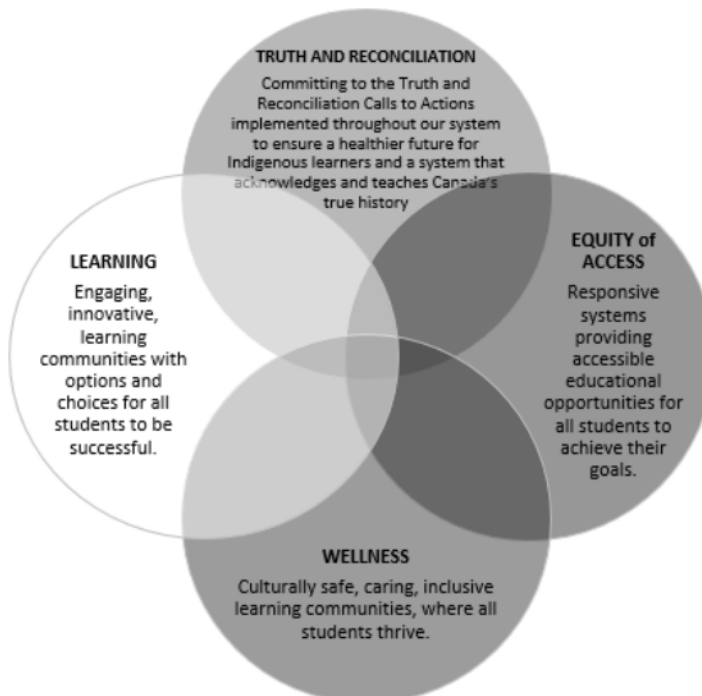 TRUTH AND RECONCILIATION
Committing to the Truth and
Reconciliation Calls to Actions
implemented throughout our system
to ensure a healthier future for
Indigenous learners and a system that
acknowledges and teaches Canada's
true history
LEARNING
Engaging,
innovative,
learning
communities with
options and
choices for all
students to be
successful.
EQUITY of
ACCESS
Responsive
systems
providing
accessible
educational
opportunities for
all students to
achieve their
goals.
WELLNESS
Culturally safe, caring, inclusive
learning communities, where all
students thrive.